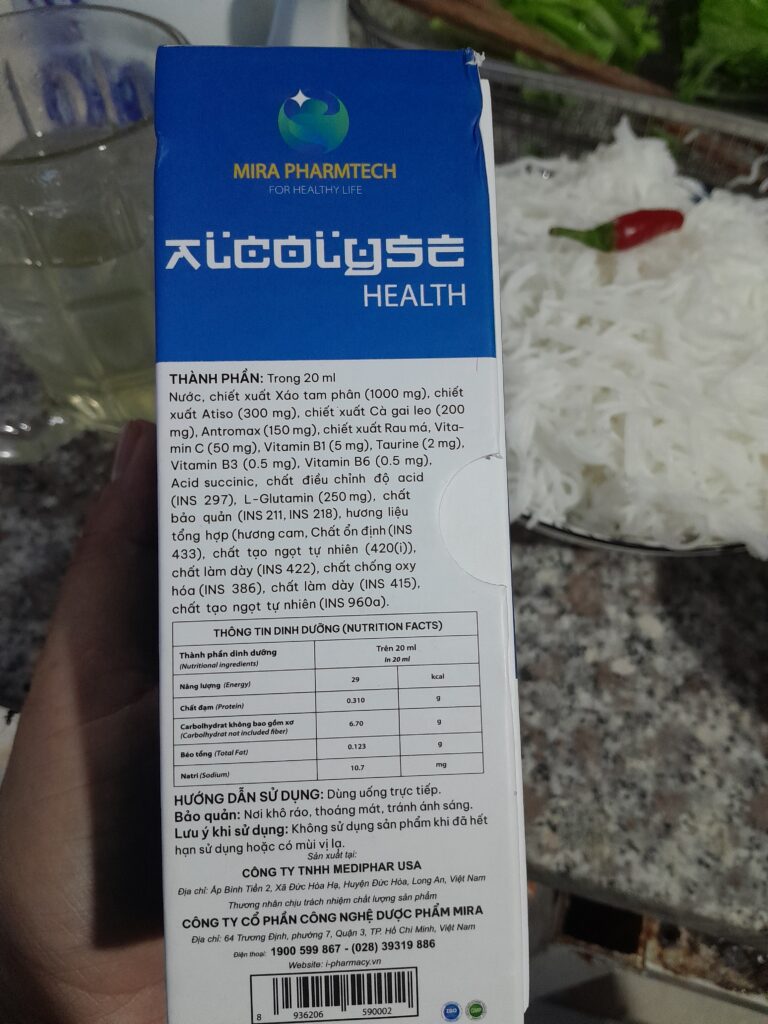 MIRA PHARMTECH
FOR HEALTHY LIFE
ALCOLYSE
HEALTH
THÀNH PHẦN: Trong 20 ml
Nước, chiết xuất Xáo tam phân (1000 mg), chiết
xuất Atiso (300 mg), chiết xuất Cà gai leo (200
mg), Antromax (150 mg), chiết xuất Rau má, Vita-
min C (50 mg), Vitamin B1 (5 mg), Taurine (2 mg),
Vitamin B3 (0.5 mg), Vitamin B6 (0.5 mg),
Acid succinic, chất điều chỉnh độ acid
(INS 297), L-Glutamin (250 mg), chất
bảo quản (INS 211, INS 218), hương liệu
tổng hợp (hương cam, Chất ổn định (INS
433), chất tạo ngọt tự nhiên (420(i)),
chất làm dày (INS 422), chất chống oxy
hóa (INS 386), chất làm dày (INS 415),
chất tạo ngọt tự nhiên (INS 960a).
THÔNG TIN DINH DƯỠNG (NUTRITION FACTS)
Thành phần dinh dưỡng Trên 20 ml
(Nutritional ingredients) In 20 ml
Năng lượng (Energy) 29 kcal
Chất đạm (Protein) 0.310 g
Carbolhydrat không bao gồm xơ 6.70 g
(Carbolhydrat not included fiber)
Béo tổng (Total Fat) 0.123 g
Natri (Sodium) 10.7 mg
HƯỚNG DẪN SỬ DỤNG: Dùng uống trực tiếp.
Bảo quản: Nơi khô ráo, thoáng mát, tránh ánh sáng.
Lưu ý khi sử dụng: Không sử dụng sản phẩm khi đã hết
hạn sử dụng hoặc có mùi vị lạ.
Sản xuất tại:
CÔNG TY TNHH MEDIPHAR USA
Địa chỉ: Ấp Bình Tiền 2, Xã Đức Hòa Hạ, Huyện Đức Hòa, Long An, Việt Nam
Thương nhân chịu trách nhiệm chất lượng sản phẩm
CÔNG TY CỔ PHẦN CÔNG NGHỆ DƯỢC PHẨM MIRA
Địa chỉ: 64 Trương Định, phường 7, Quận 3, TP. Hồ Chí Minh, Việt Nam
Điện thoại: 1900 599 867 - (028) 39319 886
Website: i-pharmacy.vn
8 936206 590002
ISO GMP